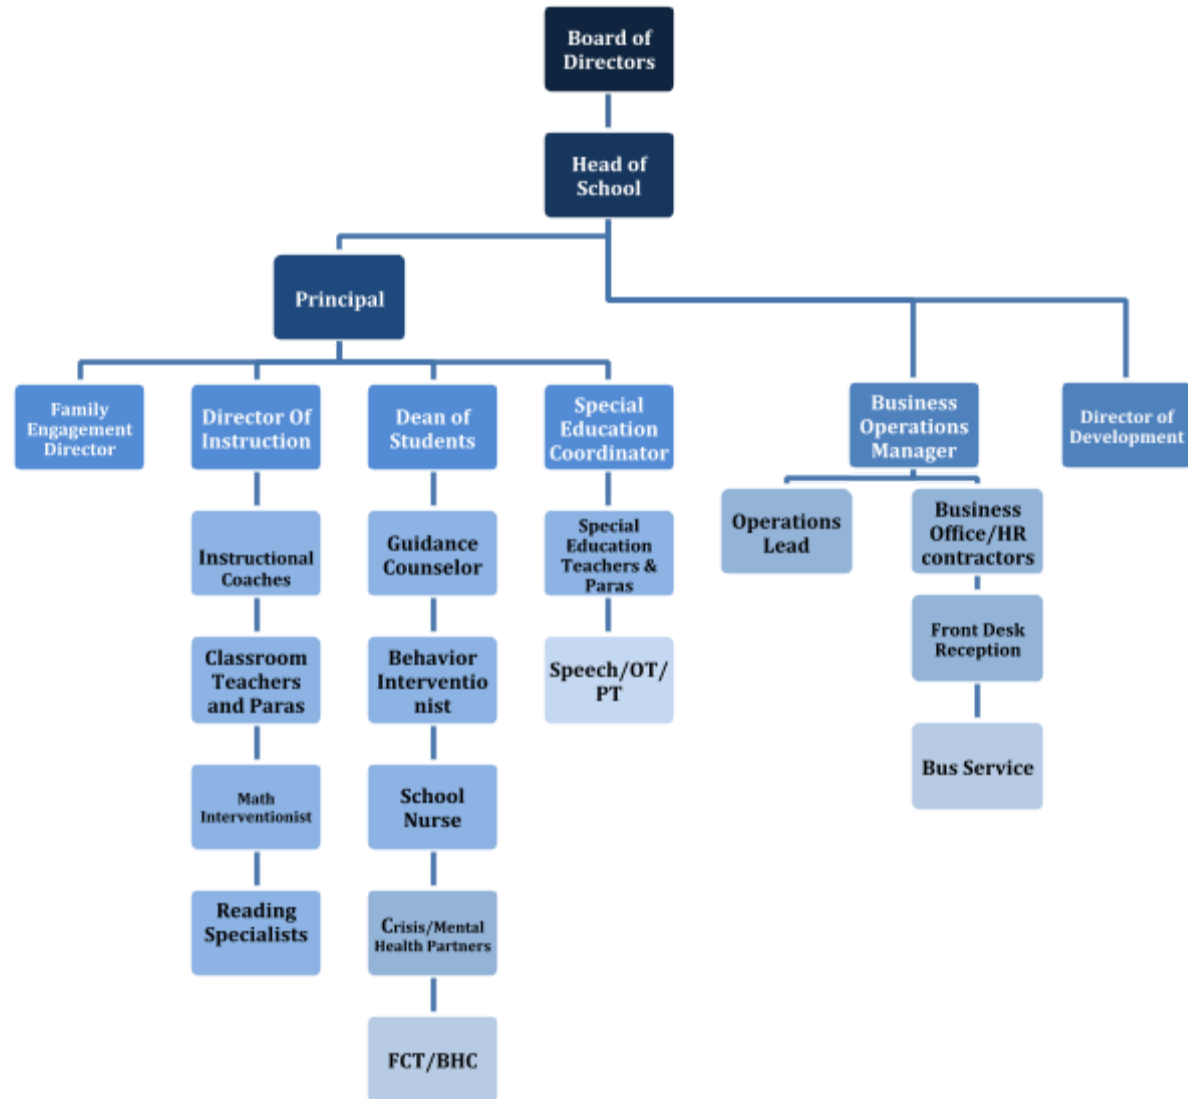 Board of
Directors
Head of
School
Principal
Family
Engagement
Director
Director Of
Instruction
Dean of
Students
Special
Education
Coordinator
Business
Operations
Manager
Director of
Development
Instructional
Coaches
Guidance
Counselor
Special
Education
Teachers &
Paras
Operations
Lead
Business
Office/HR
contractors
Classroom
Teachers
and Paras
Behavior
Interventio
nist
Speech/OT/
PT
Front Desk
Reception
Math
Interventionist
School
Nurse
Bus Service
Reading
Specialists
Crisis/Mental
Health Partners
FCT/BHC